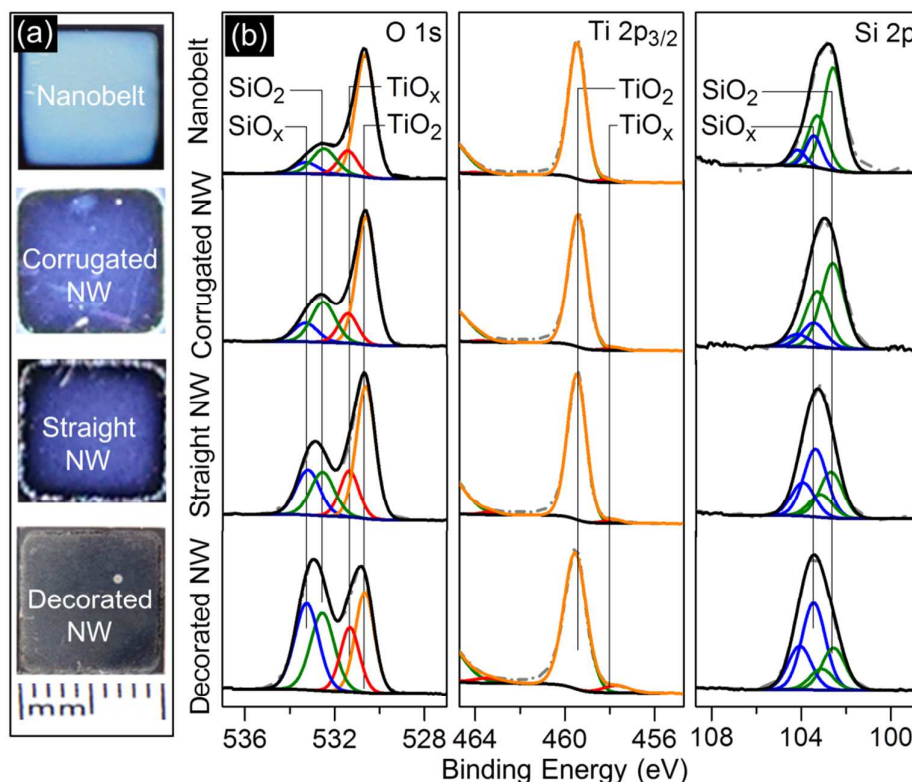 (a)
Nanobelt
Corrugated
NW
Straight
NW
Decorated
NW
mm
(b)
O 1s
SiO2
SiOx
TiOx
TiO2
Ti 2p3/2
TiO2
TiOx
Si 2p
SiO2
SiOx
Nanobelt
Corrugated NW
Straight NW
Decorated NW
536
532
528
464
460
456
108
104
100
Binding Energy (eV)